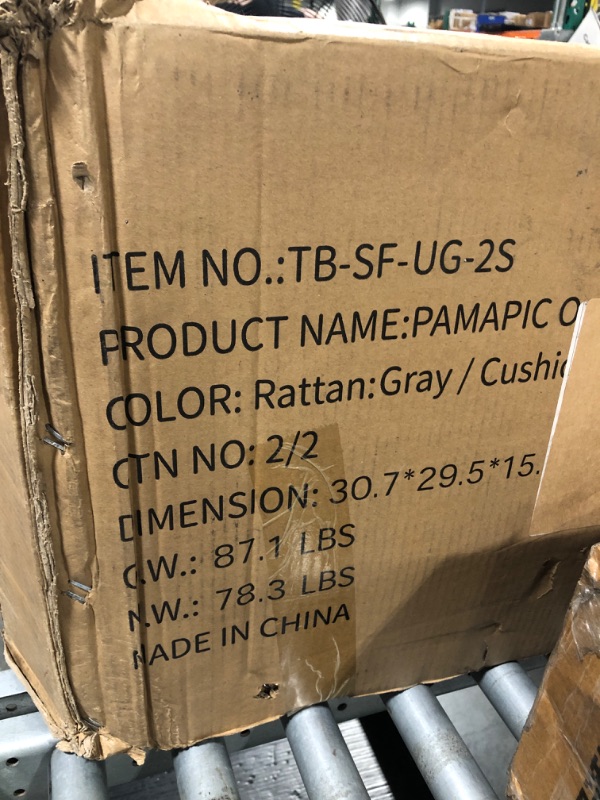 ITEM NO.:TB-SF-UG-2S
PRODUCT NAME:PAMAPIC O
COLOR: Rattan:Gray / Cushio
CTN NO: 2/2
DIMENSION: 30.7*29.5*15.
G.W.: 87.1 LBS
N.W.: 78.3 LBS
MADE IN CHINA